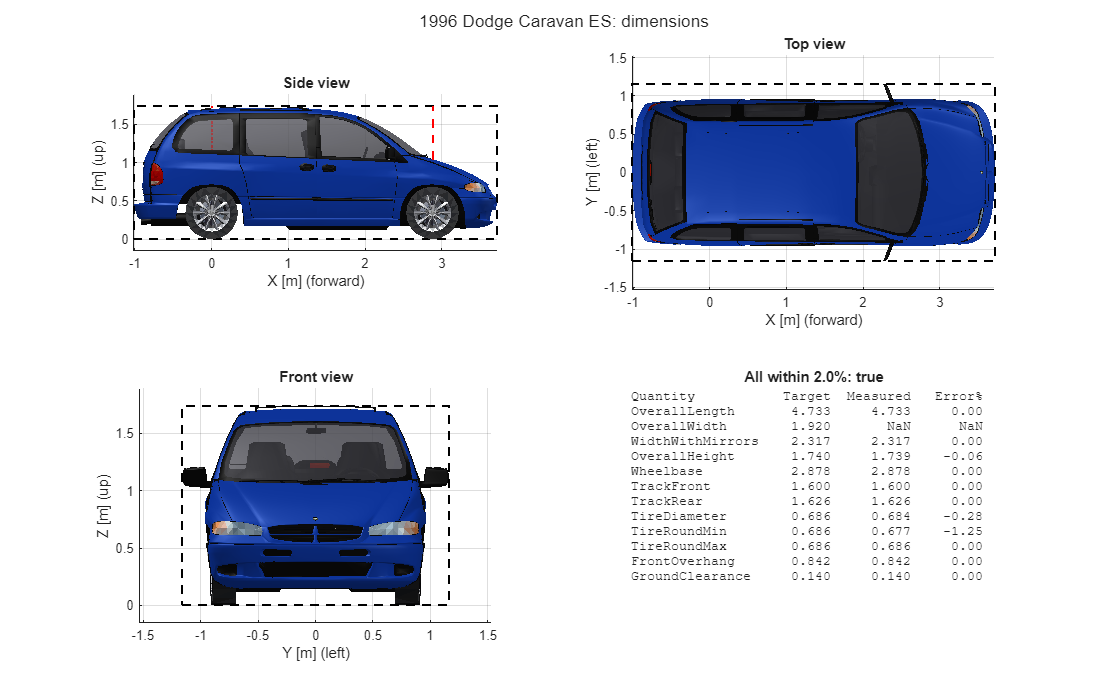 1996 Dodge Caravan ES: dimensions
Side view
1.5
1
0.5
0
Z [m] (up)
-1 0 1 2 3
X [m] (forward)
Top view
1.5
1
0.5
0
-0.5
-1
-1.5
Y [m] (left)
-1 0 1 2 3
X [m] (forward)
Front view
1.5
1
0.5
0
Z [m] (up)
-1.5 -1 -0.5 0 0.5 1 1.5
Y [m] (left)
All within 2.0%: true
Quantity Target Measured Error%
OverallLength 4.733 4.733 0.00
OverallWidth 1.920 NaN NaN
WidthWithMirrors 2.317 2.317 0.00
OverallHeight 1.740 1.739 -0.06
Wheelbase 2.878 2.878 0.00
TrackFront 1.600 1.600 0.00
TrackRear 1.626 1.626 0.00
TireDiameter 0.686 0.684 -0.28
TireRoundMin 0.686 0.677 -1.25
TireRoundMax 0.686 0.686 0.00
FrontOverhang 0.842 0.842 0.00
GroundClearance 0.140 0.140 0.00